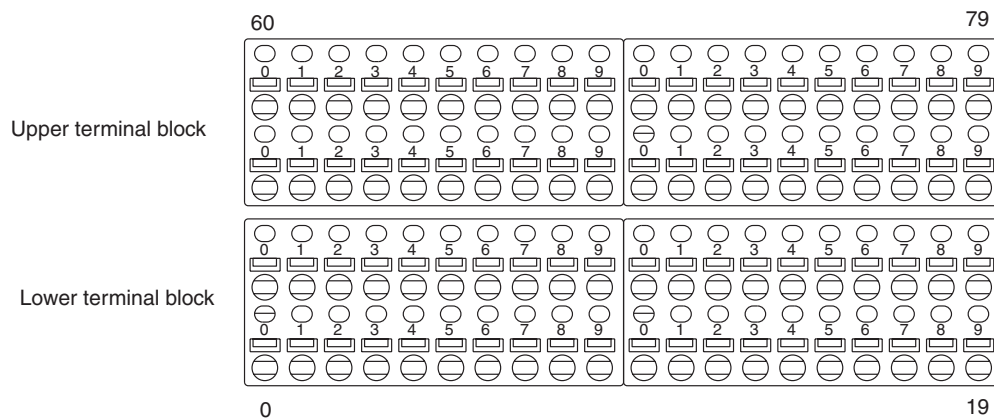 60 79
0 1 2 3 4 5 6 7 8 9 0 1 2 3 4 5 6 7 8 9
Upper terminal block
0 1 2 3 4 5 6 7 8 9 0 1 2 3 4 5 6 7 8 9
0 1 2 3 4 5 6 7 8 9 0 1 2 3 4 5 6 7 8 9
Lower terminal block
0 1 2 3 4 5 6 7 8 9 0 1 2 3 4 5 6 7 8 9
0 19